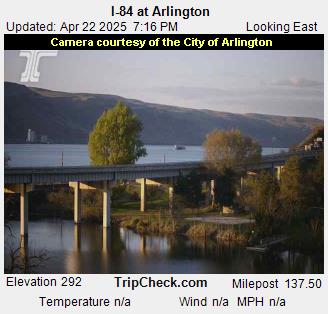 I-84 at Arlington
Updated: Apr 22 2025 7:16 PM Looking East
Camera courtesy of the City of Arlington
Elevation 292 TripCheck.com Milepost 137.50
Temperature n/a Wind n/a MPH n/a